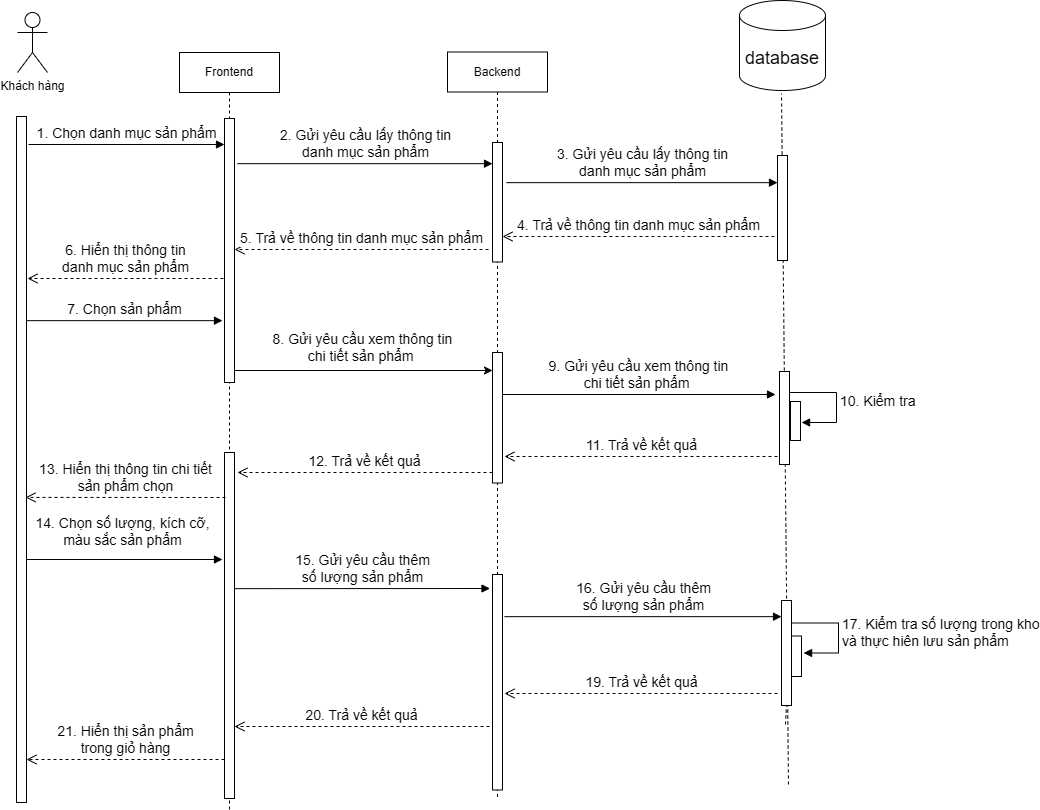 Khách hàng
Frontend
Backend
database
1. Chọn danh mục sản phẩm
2. Gửi yêu cầu lấy thông tin
danh mục sản phẩm
3. Gửi yêu cầu lấy thông tin
danh mục sản phẩm
4. Trả về thông tin danh mục sản phẩm
5. Trả về thông tin danh mục sản phẩm
6. Hiển thị thông tin
danh mục sản phẩm
7. Chọn sản phẩm
8. Gửi yêu cầu xem thông tin
chi tiết sản phẩm
9. Gửi yêu cầu xem thông tin
chi tiết sản phẩm
10. Kiểm tra
11. Trả về kết quả
12. Trả về kết quả
13. Hiển thị thông tin chi tiết
sản phẩm chọn
14. Chọn số lượng, kích cỡ,
màu sắc sản phẩm
15. Gửi yêu cầu thêm
số lượng sản phẩm
16. Gửi yêu cầu thêm
số lượng sản phẩm
17. Kiểm tra số lượng trong kho
và thực hiên lưu sản phẩm
19. Trả về kết quả
20. Trả về kết quả
21. Hiển thị sản phẩm
trong giỏ hàng